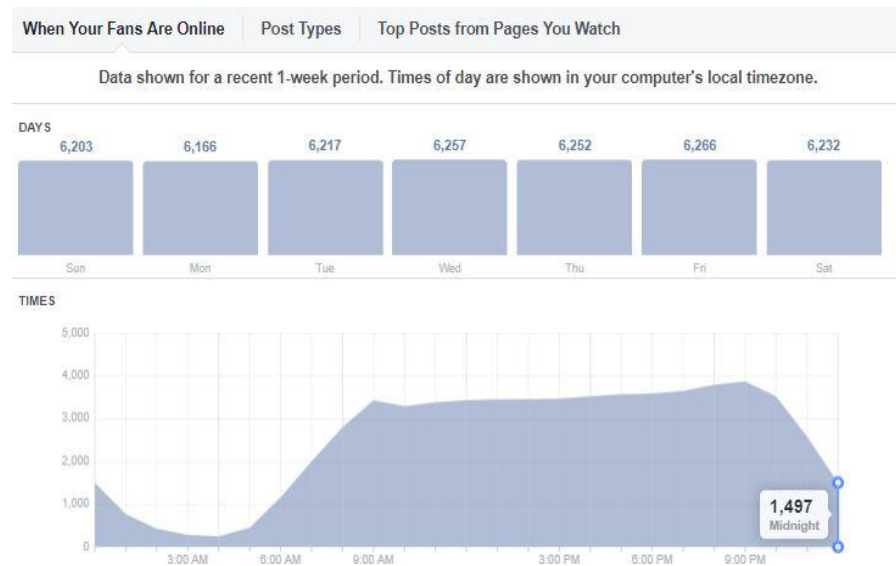 When Your Fans Are Online Post Types Top Posts from Pages You Watch
Data shown for a recent 1-week period. Times of day are shown in your computer's local timezone.
DAYS
6,203 6,166 6,217 6,257 6,252 6,266 6,232
Sun Mon Tue Wed Thu Fri Sat
TIMES
5,000
4,000
3,000
2,000
1,000
0
1,497
Midnight
3:00 AM 6:00 AM 9:00 AM 3:00 PM 6:00 PM 9:00 PM